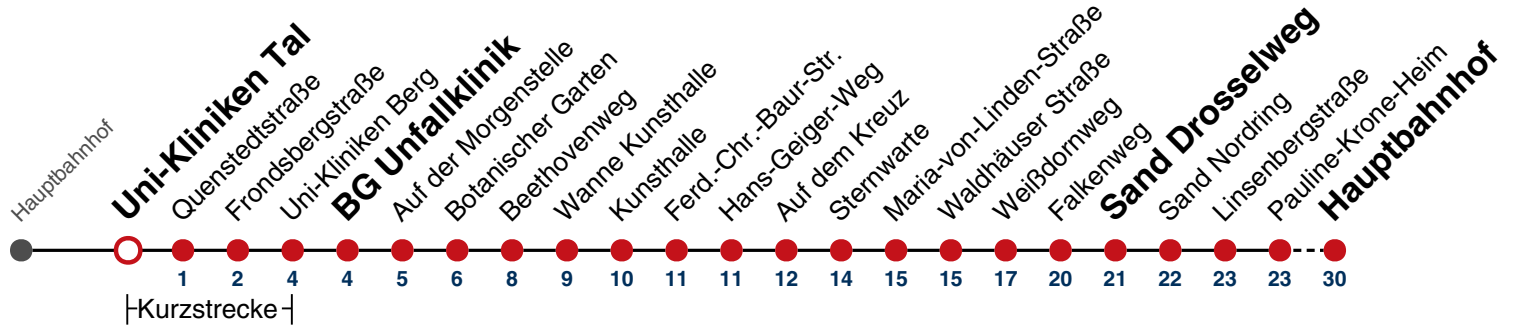 Hauptbahnhof
Uni-Kliniken Tal
Quenstedtstraße
Frondsbergstraße
Uni-Kliniken Berg
BG Unfallklinik
Auf der Morgenstelle
Botanischer Garten
Beethovenweg
Wanne Kunsthalle
Kunsthalle
Ferd.-Chr.-Baur-Str.
Hans-Geiger-Weg
Auf dem Kreuz
Sternwarte
Maria-von-Linden-Straße
Waldhäuser Straße
Weißdornweg
Falkenweg
Sand Drosselweg
Sand Nordring
Linsenbergstraße
Pauline-Krone-Heim
Hauptbahnhof
1 2 4 4 5 6 8 9 10 11 11 12 14 15 15 17 20 21 22 23 23 30
Kurzstrecke